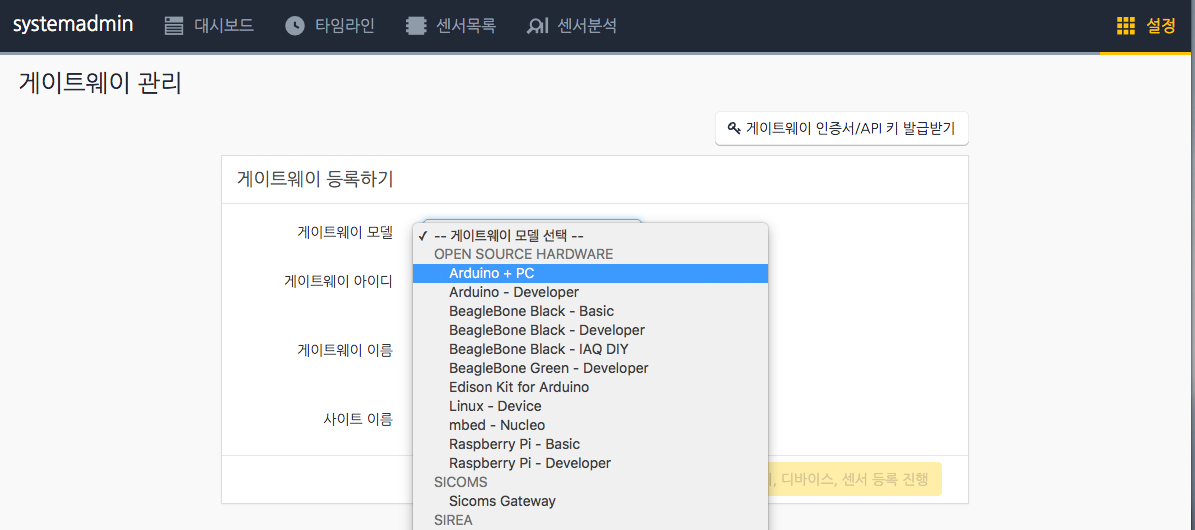 systemadmin 대시보드 타임라인 센서목록 센서분석 설정
게이트웨이 관리
게이트웨이 인증서/API 키 발급받기
게이트웨이 등록하기
게이트웨이 모델
✓ -- 게이트웨이 모델 선택 --
OPEN SOURCE HARDWARE
Arduino + PC
게이트웨이 아이디
Arduino - Developer
BeagleBone Black - Basic
BeagleBone Black - Developer
게이트웨이 이름
BeagleBone Black - IAQ DIY
BeagleBone Green - Developer
Edison Kit for Arduino
Linux - Device
사이트 이름
mbed - Nucleo
Raspberry Pi - Basic
Raspberry Pi - Developer
SICOMS
, 디바이스, 센서 등록 진행
Sicoms Gateway
SIREA